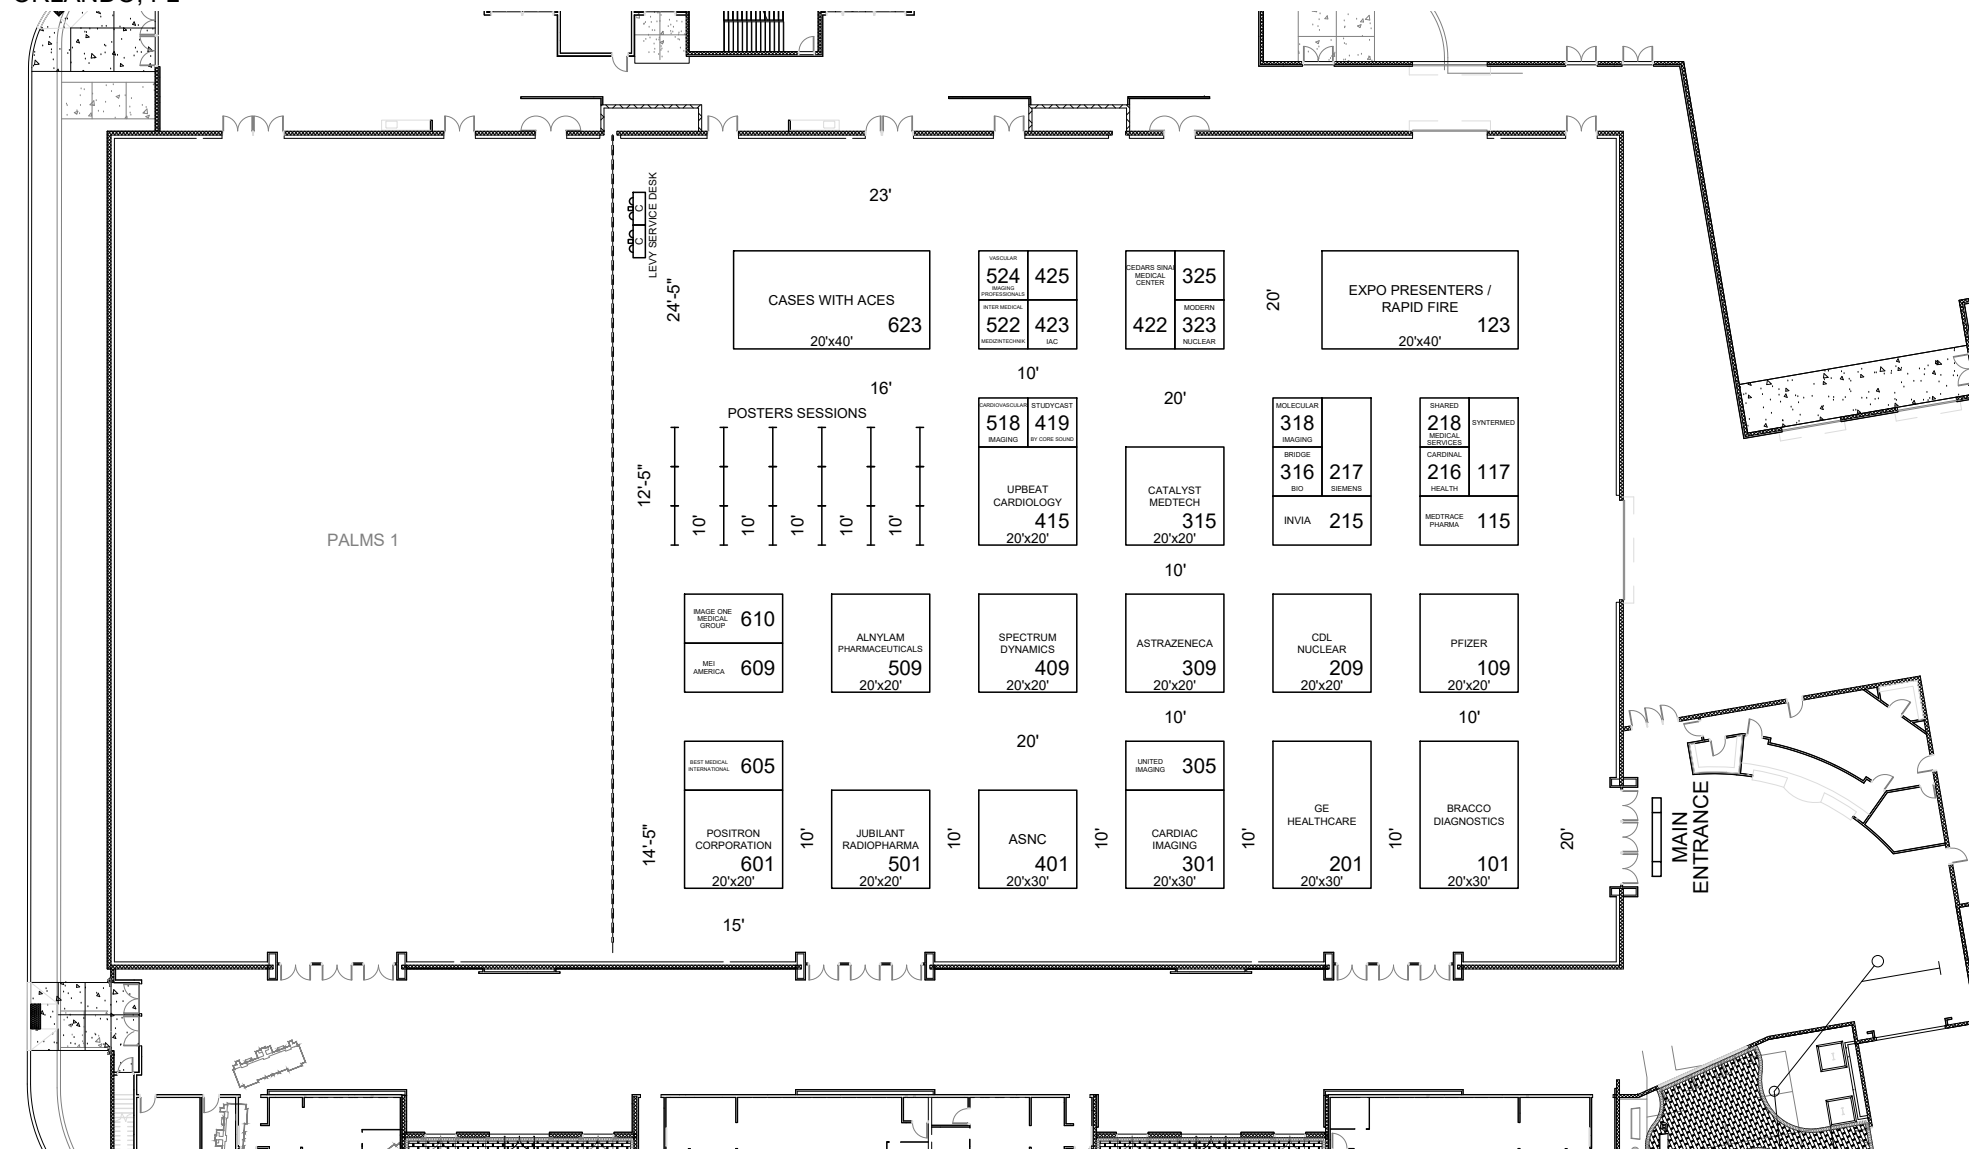 23'
LEVY SERVICE DESK
C
C
24'-5"
CASES WITH ACES
623
20'x40'
VASCULAR
524
IMAGING
PROFESSIONALS
425
INTER MEDICAL
522
MEDIZINTECHNIK
423
IAC
CEDARS SINAI
MEDICAL
CENTER
422
325
MODERN
323
NUCLEAR
20'
EXPO PRESENTERS /
RAPID FIRE
123
20'x40'
16'
10'
20'
POSTERS SESSIONS
12'-5"
10'
10'
10'
10'
10'
CARDIOVASCULAR
518
IMAGING
STUDYCAST
419
BY CORE SOUND
UPBEAT
CARDIOLOGY
415
20'x20'
CATALYST
MEDTECH
315
20'x20'
MOLECULAR
318
IMAGING
BRIDGE
316
BIO
217
SIEMENS
INVIA
215
SHARED
218
MEDICAL
SERVICES
SYNTERMED
117
CARDINAL
216
HEALTH
MEDTRACE
PHARMA
115
PALMS 1
10'
IMAGE ONE
MEDICAL
GROUP
610
MEI
AMERICA
609
ALNYLAM
PHARMACEUTICALS
509
20'x20'
SPECTRUM
DYNAMICS
409
20'x20'
ASTRAZENECA
309
20'x20'
CDL
NUCLEAR
209
20'x20'
PFIZER
109
20'x20'
10'
10'
20'
BEST MEDICAL
INTERNATIONAL
605
POSITRON
CORPORATION
601
20'x20'
14'-5"
10'
JUBILANT
RADIOPHARMA
501
20'x20'
10'
ASNC
401
20'x30'
10'
UNITED
IMAGING
305
CARDIAC
IMAGING
301
20'x30'
10'
GE
HEALTHCARE
201
20'x30'
10'
BRACCO
DIAGNOSTICS
101
20'x30'
20'
MAIN
ENTRANCE
15'